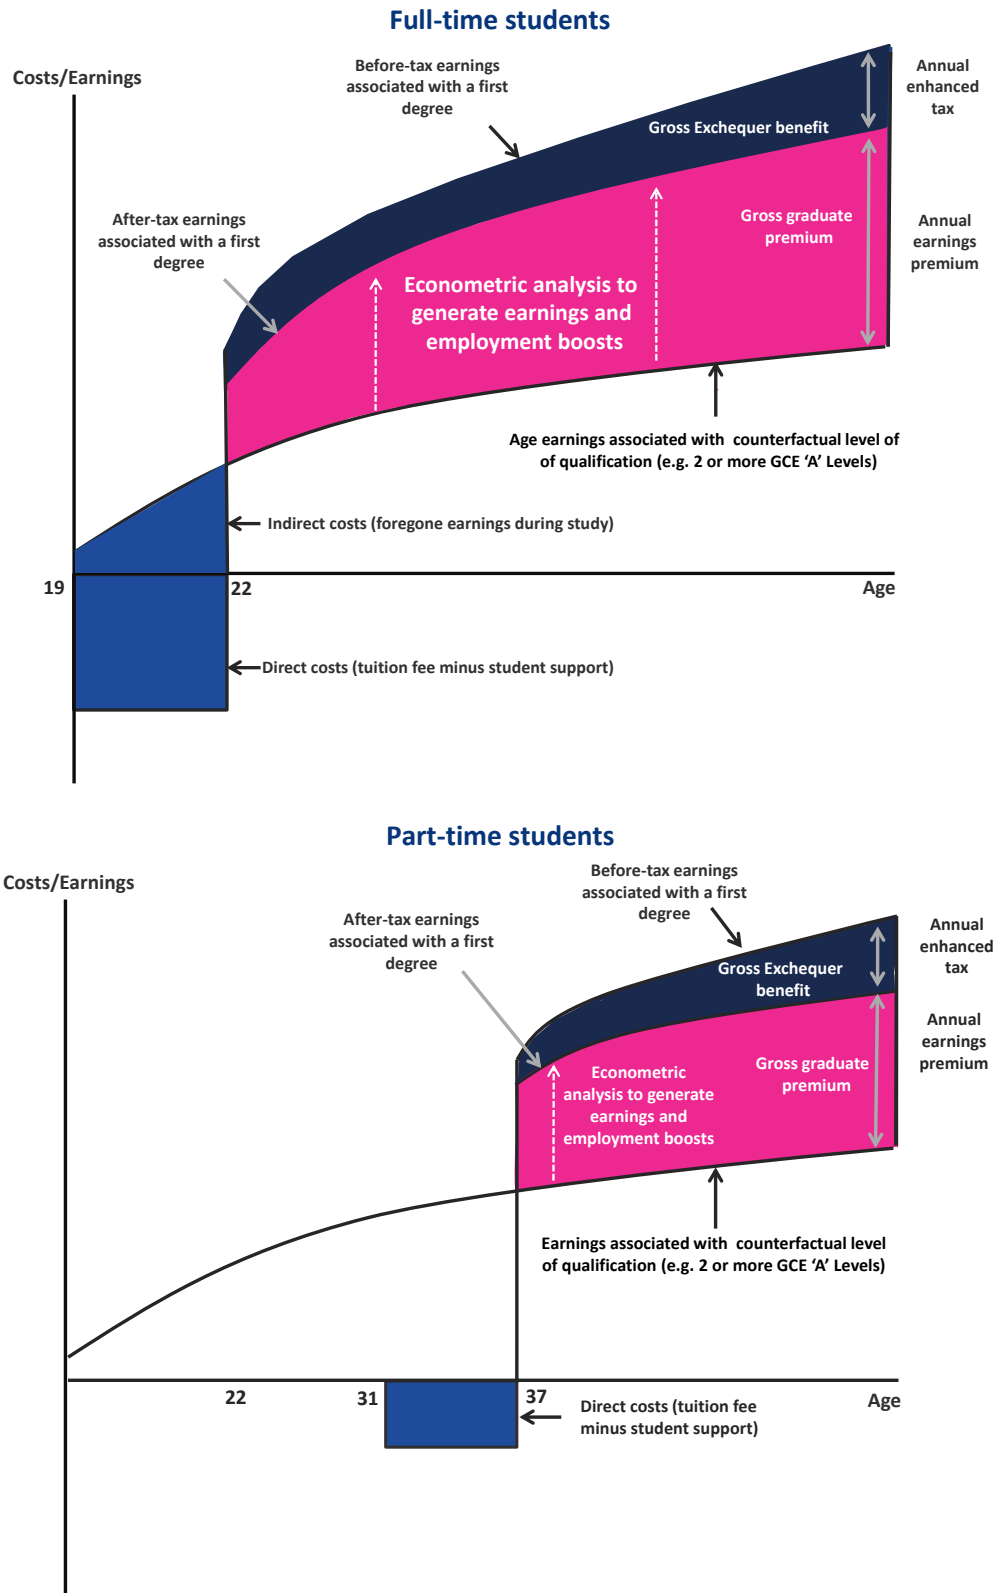 Full-time students
Costs/Earnings
Before-tax earnings
associated with a first
degree
Annual
enhanced
tax
Gross Exchequer benefit
After-tax earnings
associated with a first
degree
Gross graduate
premium
Annual
earnings
premium
Econometric analysis to
generate earnings and
employment boosts
Age earnings associated with counterfactual level of
of qualification (e.g. 2 or more GCE ‘A’ Levels)
Indirect costs (foregone earnings during study)
19
22
Age
Direct costs (tuition fee minus student support)
Part-time students
Costs/Earnings
Before-tax earnings
associated with a first
degree
After-tax earnings
associated with a first
degree
Annual
enhanced
tax
Gross Exchequer
benefit
Annual
earnings
premium
Econometric
analysis to generate
earnings and
employment boosts
Gross graduate
premium
Earnings associated with counterfactual level
of qualification (e.g. 2 or more GCE ‘A’ Levels)
22
31
37
Age
Direct costs (tuition fee
minus student support)